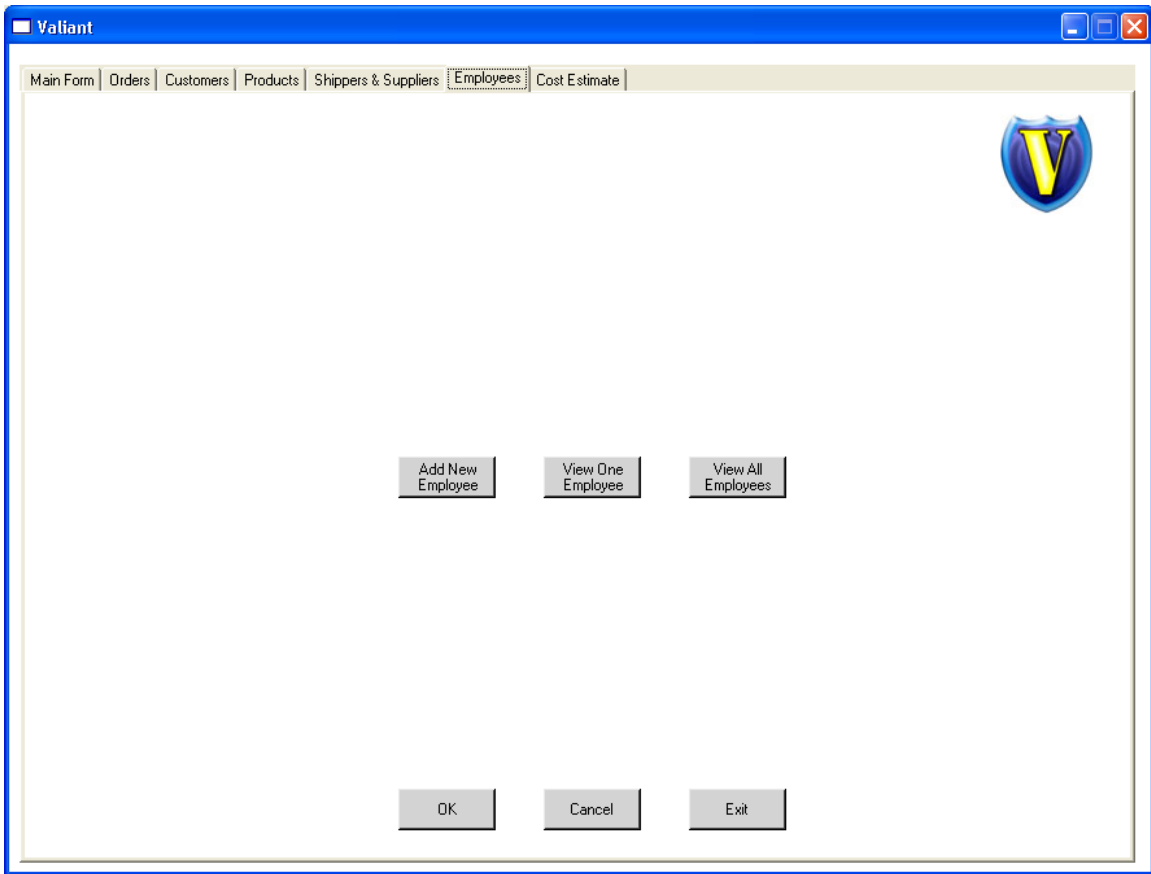 Valiant
Main Form Orders Customers Products Shippers & Suppliers Employees Cost Estimate
V
Add New View One View All
Employee Employee Employees
OK Cancel Exit